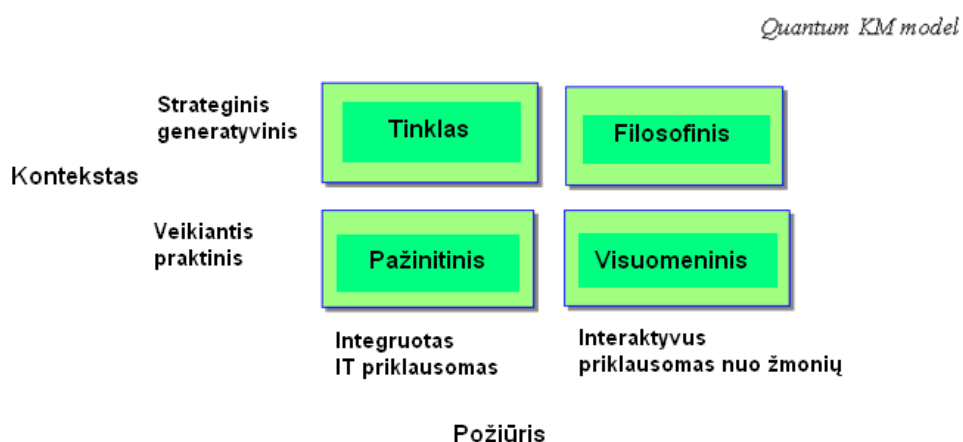 Quantum KM model
Strateginis
generatyvinis
Tinklas
Filosofinis
Kontekstas
Veikiantis
praktinis
Pažinitinis
Visuomeninis
Integruotas
IT priklausomas
Interaktyvus
priklausomas nuo žmonių
Požiūris